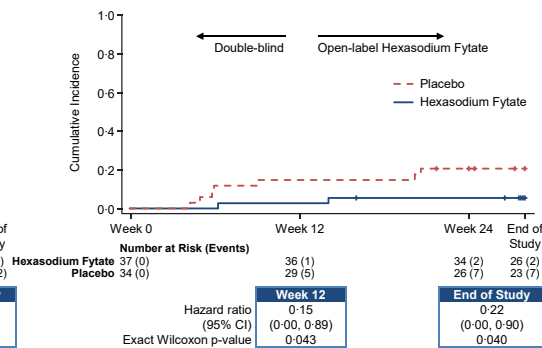 1·0
0·8
0·6
0·4
0·2
0·0
Cumulative Incidence
Double-blind
Open-label Hexasodium Fytate
Placebo
Hexasodium Fytate
Week 0
Week 12
Week 24
End of
Study
Number at Risk (Events)
Hexasodium Fytate 37 (0) 36 (1) 34 (2) 26 (2)
Placebo 34 (0) 29 (5) 26 (7) 23 (7)
Week 12 End of Study
Hazard ratio 0·15 0·22
(95% CI) (0·00, 0·89) (0·00, 0·90)
Exact Wilcoxon p-value 0·043 0·040